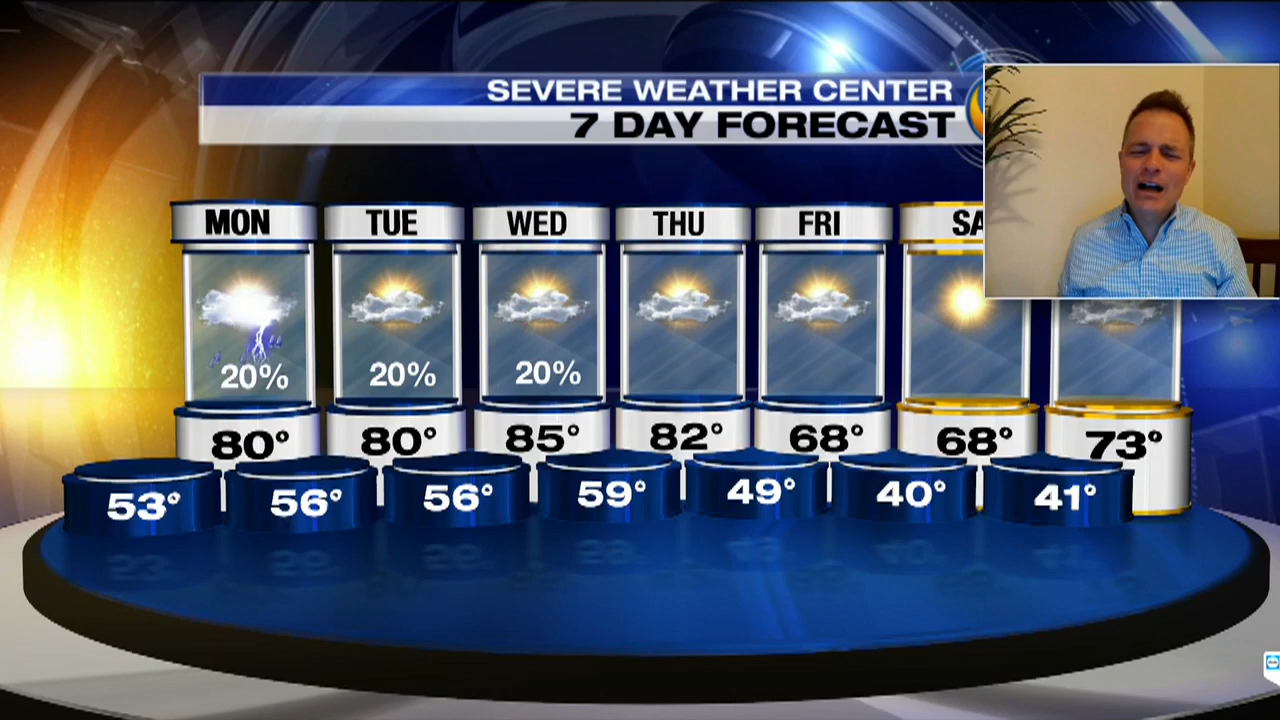 SEVERE WEATHER CENTER
7 DAY FORECAST
MON TUE WED THU FRI SA
20% 20% 20%
80° 80° 85° 82° 68° 68° 73°
53° 56° 56° 59° 49° 40° 41°